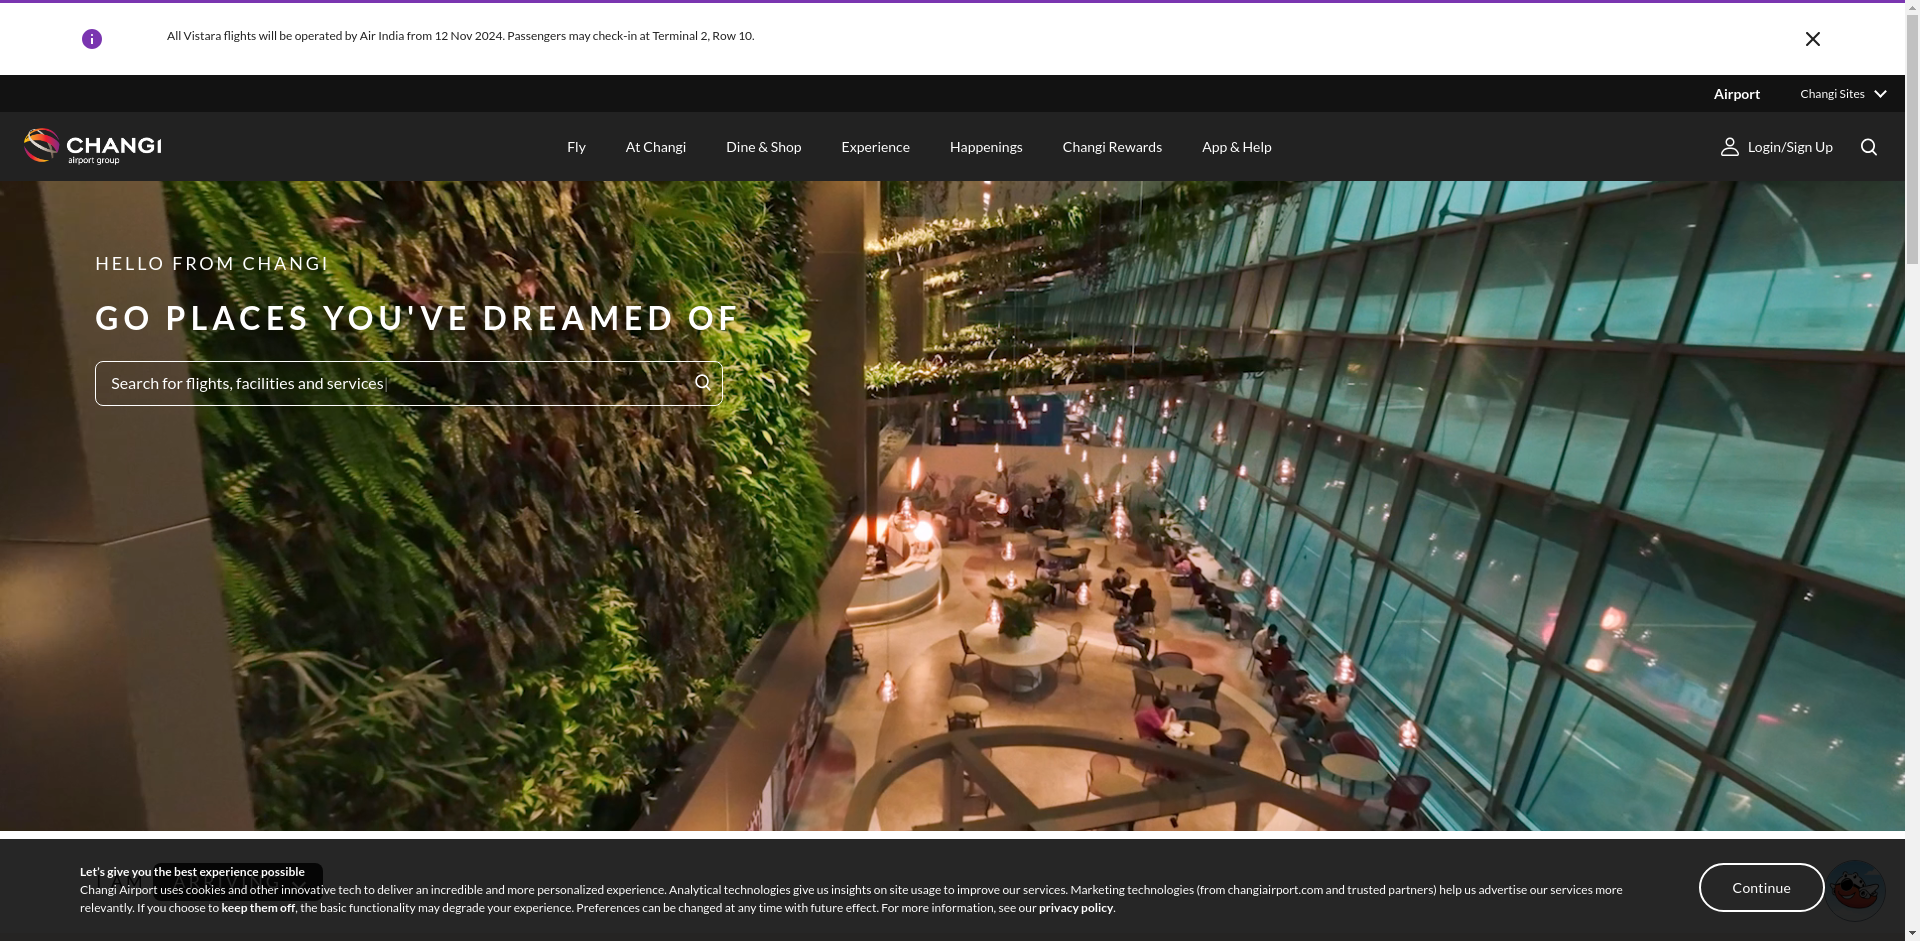 All Vistara flights will be operated by Air India from 12 Nov 2024. Passengers may check-in at Terminal 2, Row 10.
Airport
Changi Sites
CHANGI
airport group
Fly
At Changi
Dine & Shop
Experience
Happenings
Changi Rewards
App & Help
Login/Sign Up
HELLO FROM CHANGI
GO PLACES YOU'VE DREAMED OF
Search for flights, facilities and services
Let's give you the best experience possible
Changi Airport uses cookies and other innovative tech to deliver an incredible and more personalized experience. Analytical technologies give us insights on site usage to improve our services. Marketing technologies (from changiairport.com and trusted partners) help us advertise our services more
relevantly. If you choose to keep them off, the basic functionality may degrade your experience. Preferences can be changed at any time with future effect. For more information, see our privacy policy.
Continue